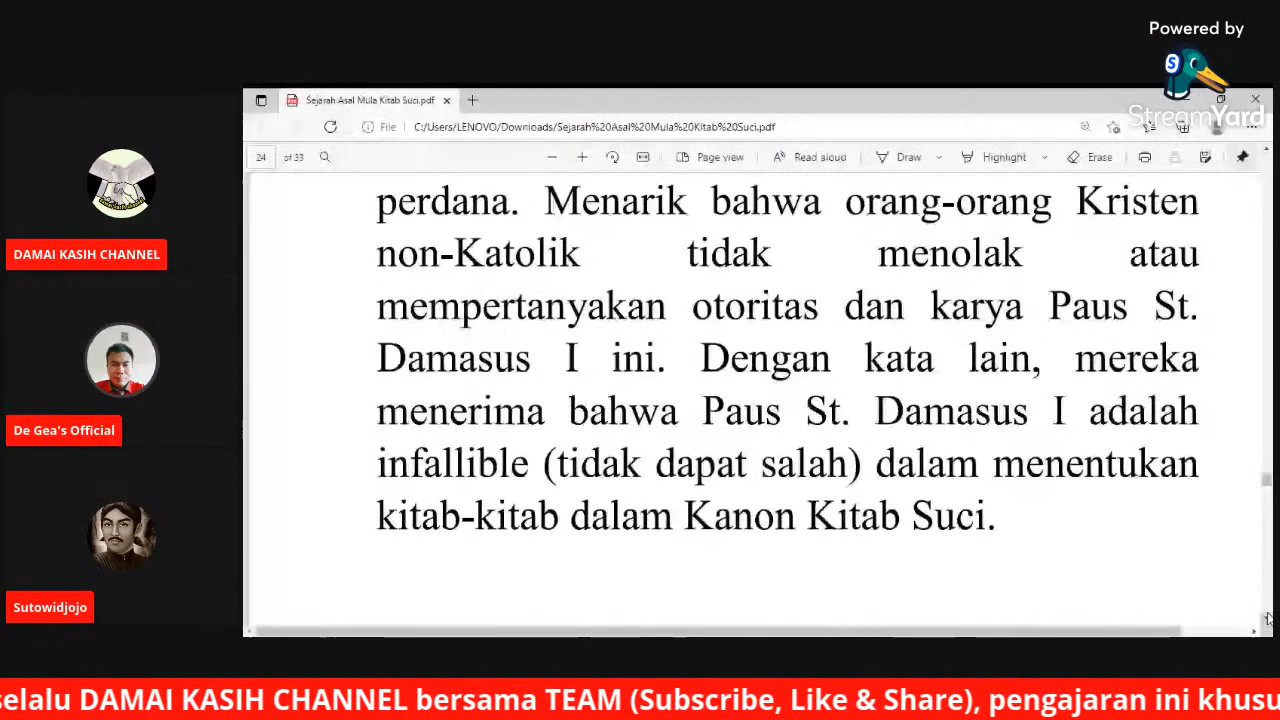 Powered by
StreamYard
Sejarah Asal Mula Kitab Suci.pdf
File C:/Users/LENOVO/Downloads/Sejarah%20Asal%20Mula%20Kitab%20Suci.pdf
24 of 33 Page view Read aloud Draw Highlight Erase
perdana. Menarik bahwa orang-orang Kristen
non-Katolik tidak menolak atau
mempertanyakan otoritas dan karya Paus St.
Damasus I ini. Dengan kata lain, mereka
menerima bahwa Paus St. Damasus I adalah
infallible (tidak dapat salah) dalam menentukan
kitab-kitab dalam Kanon Kitab Suci.
DAMAI KASIH CHANNEL
De Gea's Official
Sutowidjojo
selalu DAMAI KASIH CHANNEL bersama TEAM (Subscribe, Like & Share), pengajaran ini khusu